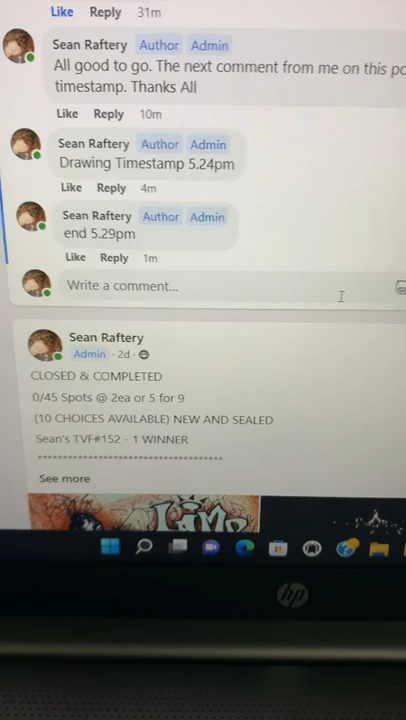 Like Reply 31m
Sean Raftery Author Admin
All good to go. The next comment from me on this
timestamp. Thanks All
Like Reply 10m
Sean Raftery Author Admin
Drawing Timestamp 5.24pm
Like Reply 4m
Sean Raftery Author Admin
end 5.29pm
Like Reply 1m
Write a comment...
Sean Raftery
Admin · 2d ·
CLOSED & COMPLETED
0/45 Spots @ 2ea or 5 for 9
(10 CHOICES AVAILABLE) NEW AND SEALED
Sean's TVF#152 - 1 WINNER
**************************************
See more
LIMP
hp